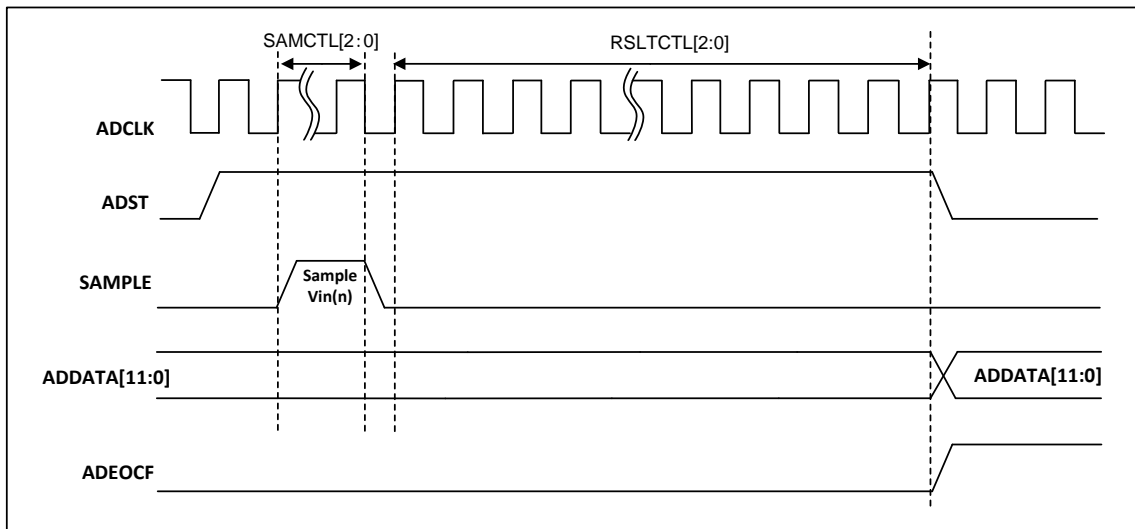 SAMCTL[2:0]
RSLTCTL[2:0]
ADCLK
ADST
SAMPLE
Sample
Vin(n)
ADDATA[11:0]
ADDATA[11:0]
ADEOCF